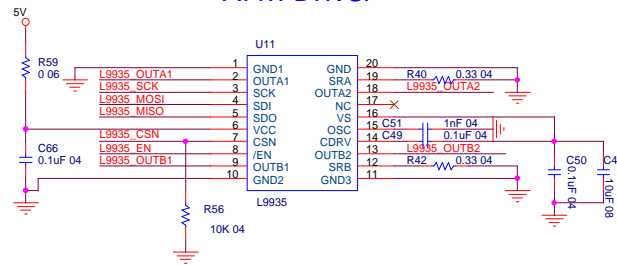 5V
U11
R59
0 06
L9935_OUTA1
L9935_SCK
L9935_MOSI
L9935_MISO
L9935_CSN
L9935_EN
L9935_OUTB1
C66
0.1uF 04
R56
10K 04
1 GND1 GND 20
2 OUTA1 SRA 19
3 SCK OUTA2 18
4 SDI NC 17
5 SDO VS 16
6 VCC OSC 15
7 CSN CDRV 14
8 /EN OUTB2 13
9 OUTB1 SRB 12
10 GND2 GND3 11
L9935
R40 0.33 04
L9935_OUTA2
C51 1nF 04
C49 0.1uF 04
L9935_OUTB2
R42 0.33 04
C50
0.1uF 04
C4
10uF 08